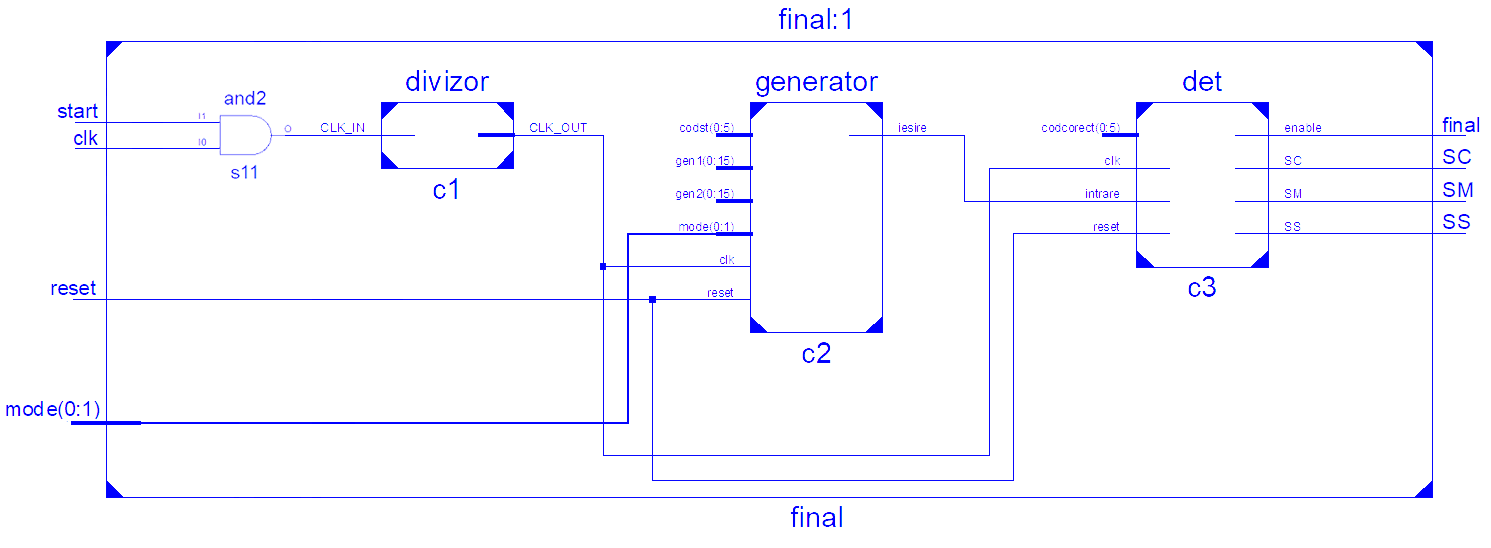 final:1
start
clk
and2
I1
I0
O
s11
divizor
CLK_IN
CLK_OUT
c1
generator
codst(0:5)
gen1(0:15)
gen2(0:15)
mode(0:1)
clk
reset
iesire
c2
det
codcorect(0:5)
clk
intrare
reset
enable
SC
SM
SS
c3
final
SC
SM
SS
reset
mode(0:1)
final